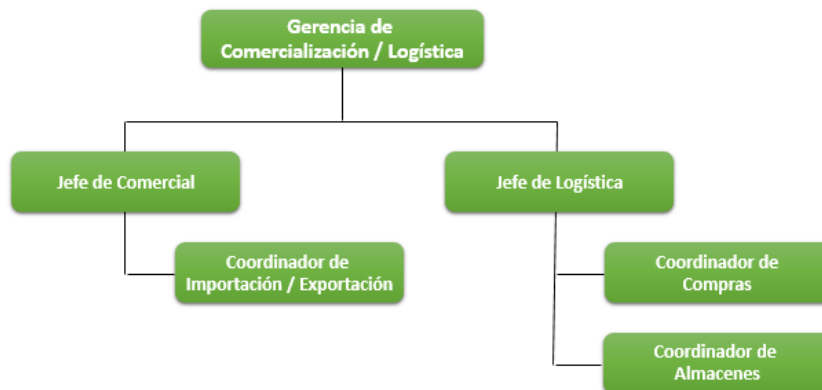 Gerencia de
Comercialización / Logística
Jefe de Comercial
Jefe de Logística
Coordinador de
Importación / Exportación
Coordinador de
Compras
Coordinador de
Almacenes